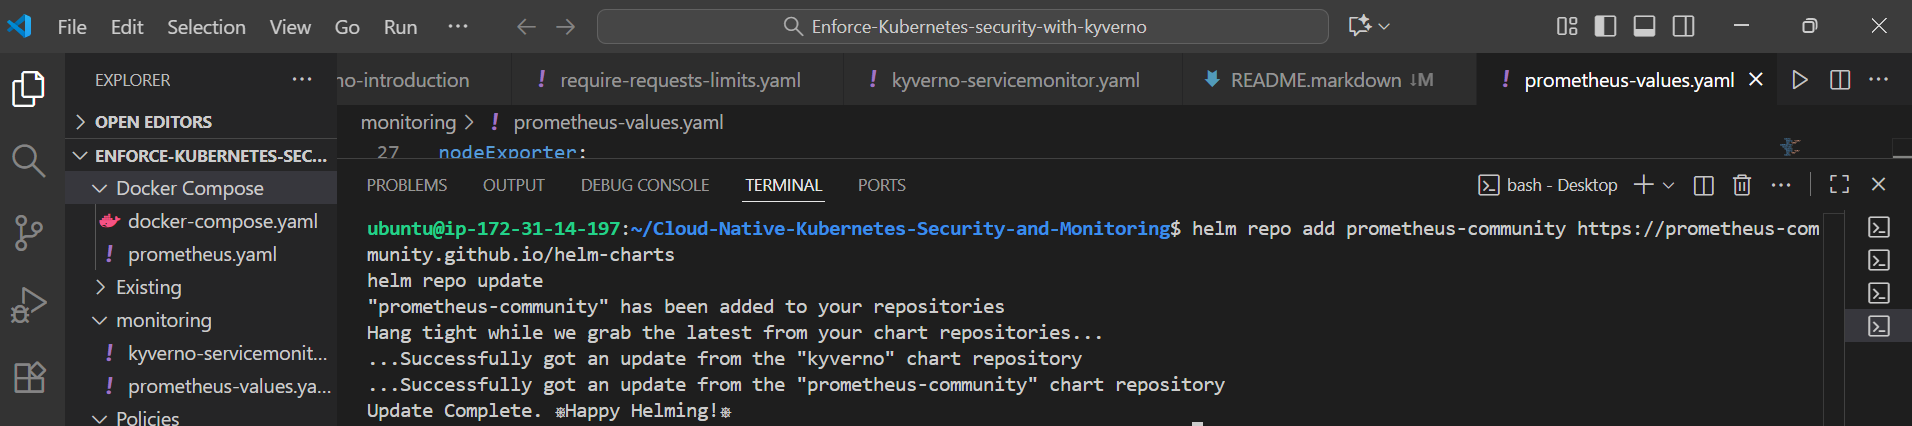 File Edit Selection View Go Run ··· Enforce-Kubernetes-security-with-kyverno
EXPLORER ··· no-introduction ! require-requests-limits.yaml ! kyverno-servicemonitor.yaml README.markdown ↓M ! prometheus-values.yaml
OPEN EDITORS
monitoring > ! prometheus-values.yaml
ENFORCE-KUBERNETES-SEC...
27 nodeExporter:
Docker Compose
docker-compose.yaml
! prometheus.yaml
Existing
monitoring
! kyverno-servicemonit...
! prometheus-values.ya...
Policies
PROBLEMS OUTPUT DEBUG CONSOLE TERMINAL PORTS bash - Desktop
ubuntu@ip-172-31-14-197:~/Cloud-Native-Kubernetes-Security-and-Monitoring$ helm repo add prometheus-community https://prometheus-com
munity.github.io/helm-charts
helm repo update
"prometheus-community" has been added to your repositories
Hang tight while we grab the latest from your chart repositories...
...Successfully got an update from the "kyverno" chart repository
...Successfully got an update from the "prometheus-community" chart repository
Update Complete. ⎈Happy Helming!⎈